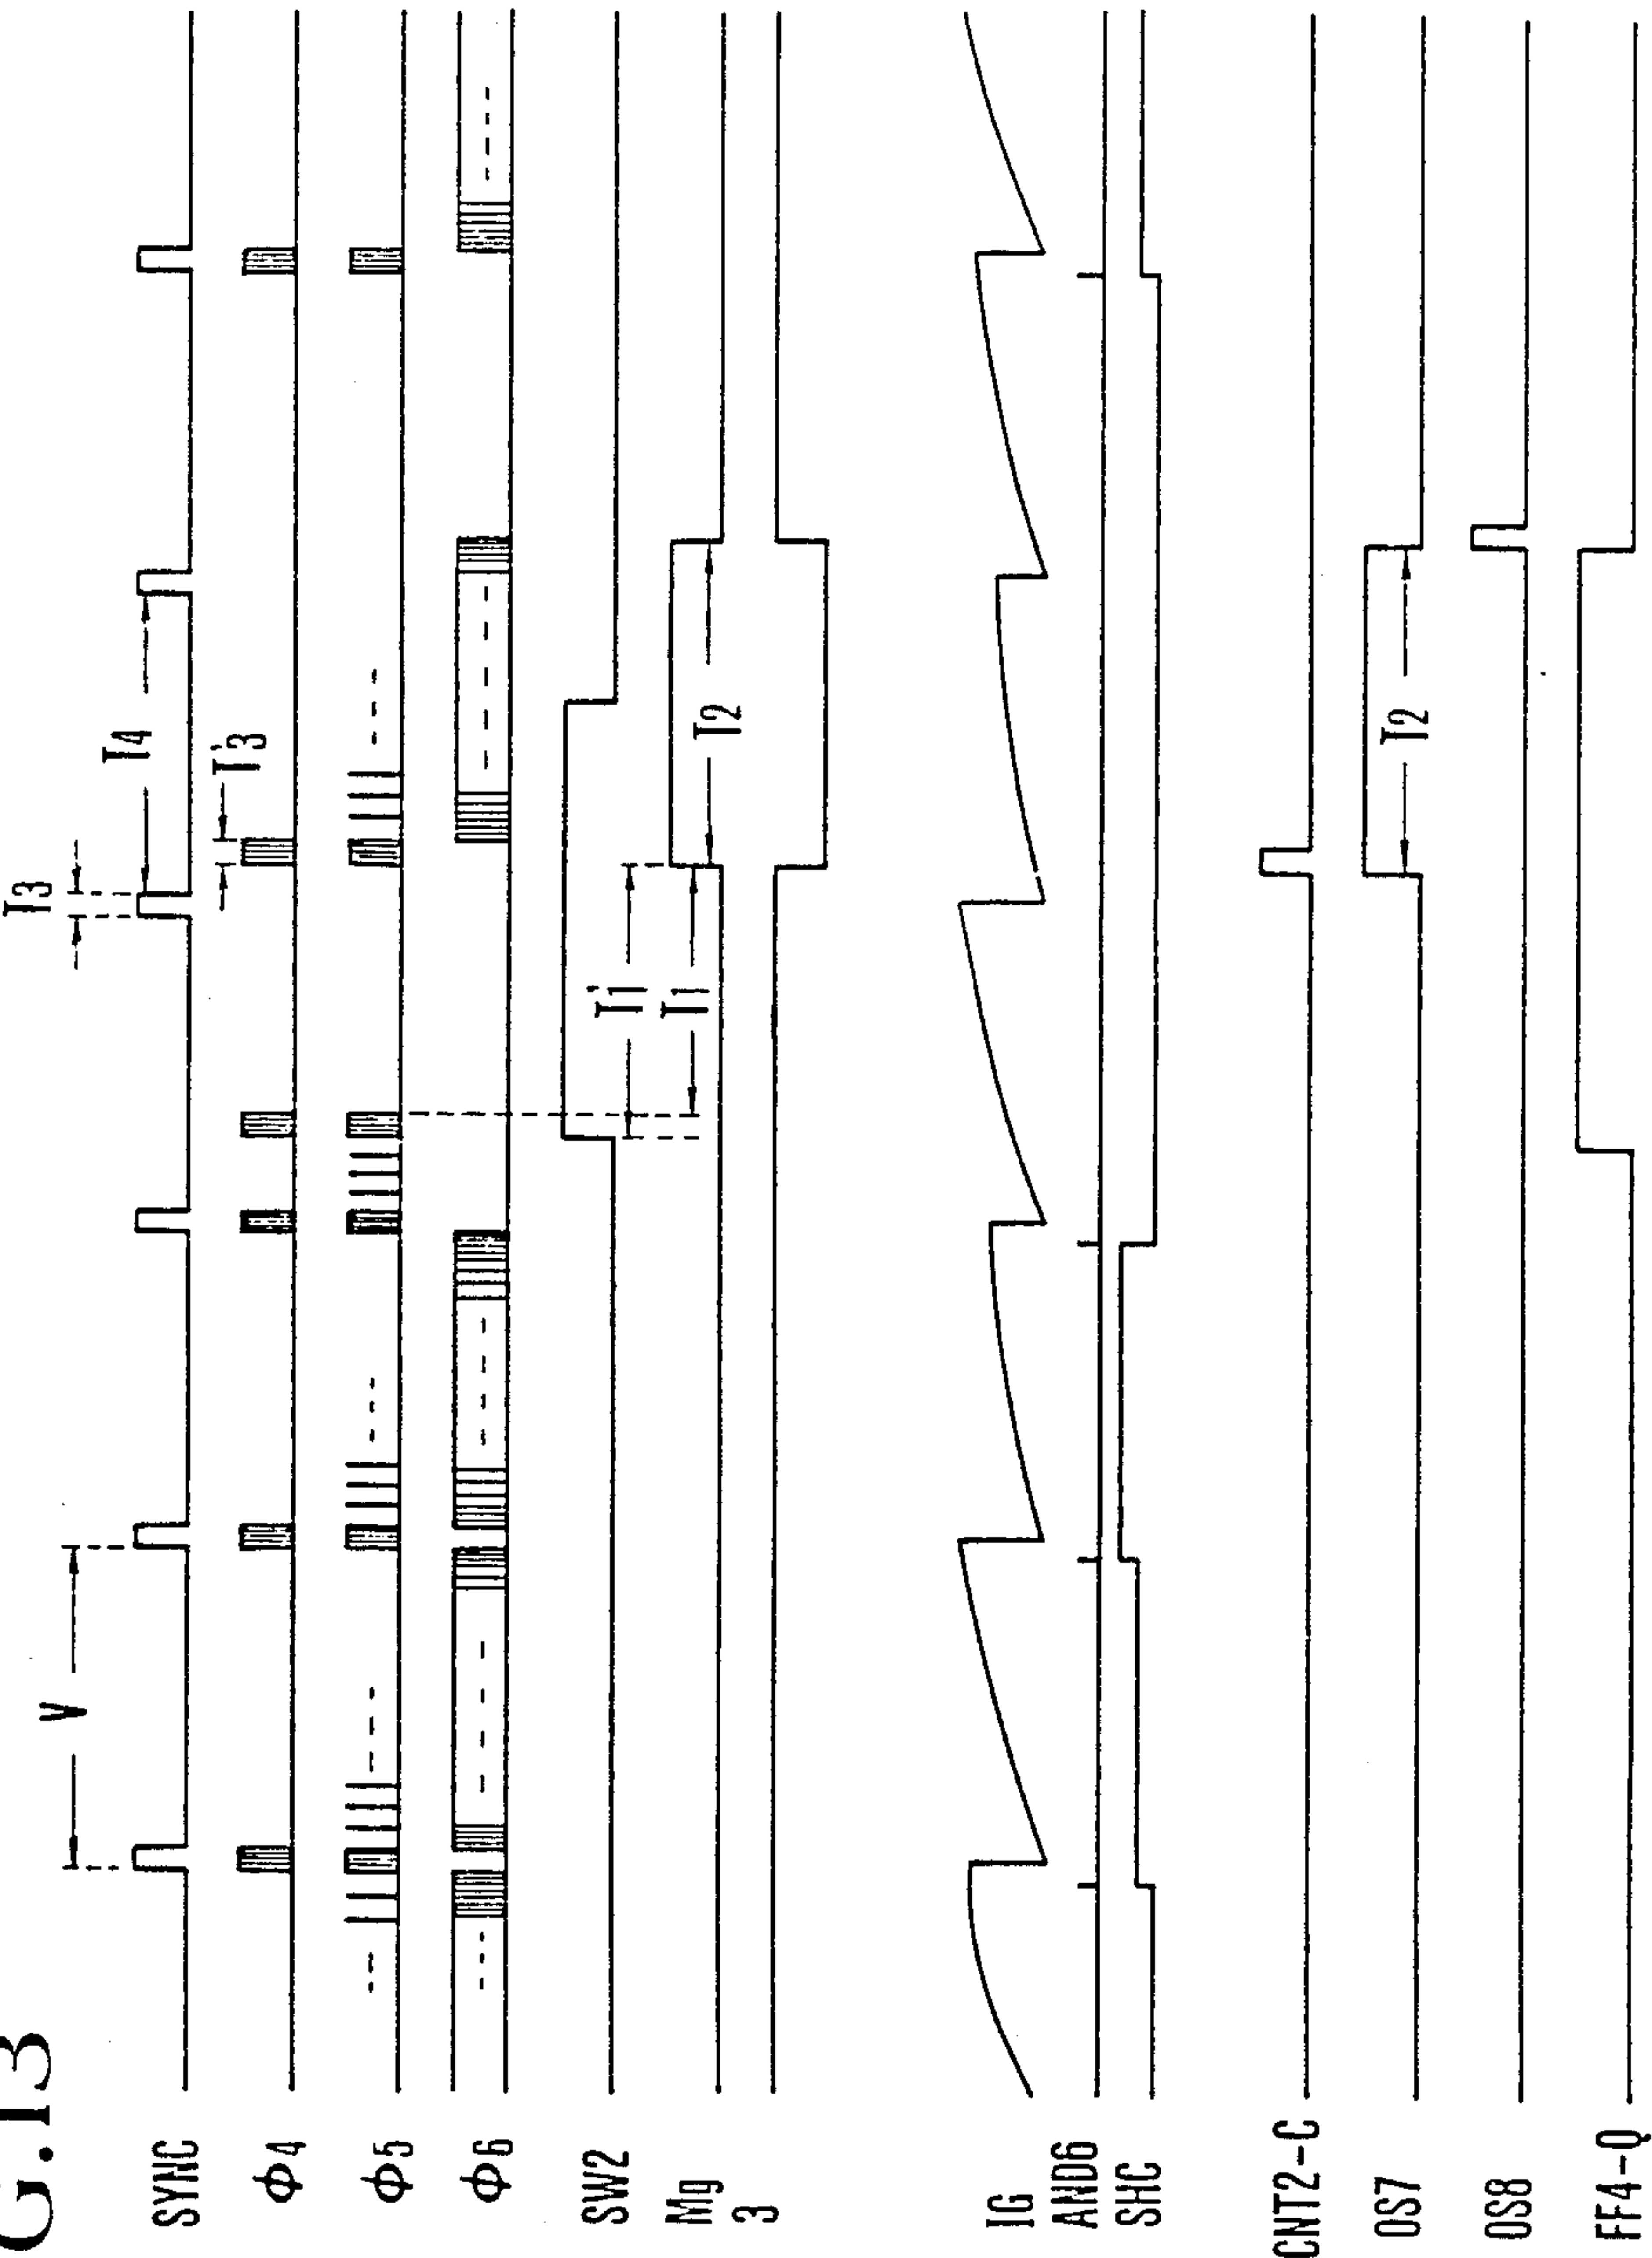 G.13
SYNC
V
T3
T4
φ4
T'3
φ5
φ6
SW2
T'1
T1
Mg
T2
3
IG
AND6
SHC
CNT2-C
OS7
T2
OS8
FF4-Q